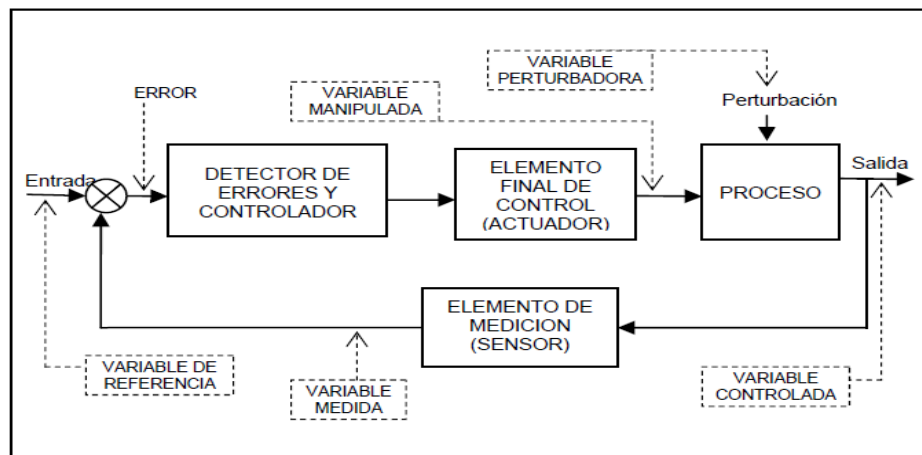 VARIABLE
PERTURBADORA
ERROR
VARIABLE
MANIPULADA
Perturbación
Entrada
DETECTOR DE
ERRORES Y
CONTROLADOR
ELEMENTO
FINAL DE
CONTROL
(ACTUADOR)
PROCESO
Salida
ELEMENTO DE
MEDICION
(SENSOR)
VARIABLE DE
REFERENCIA
VARIABLE
MEDIDA
VARIABLE
CONTROLADA